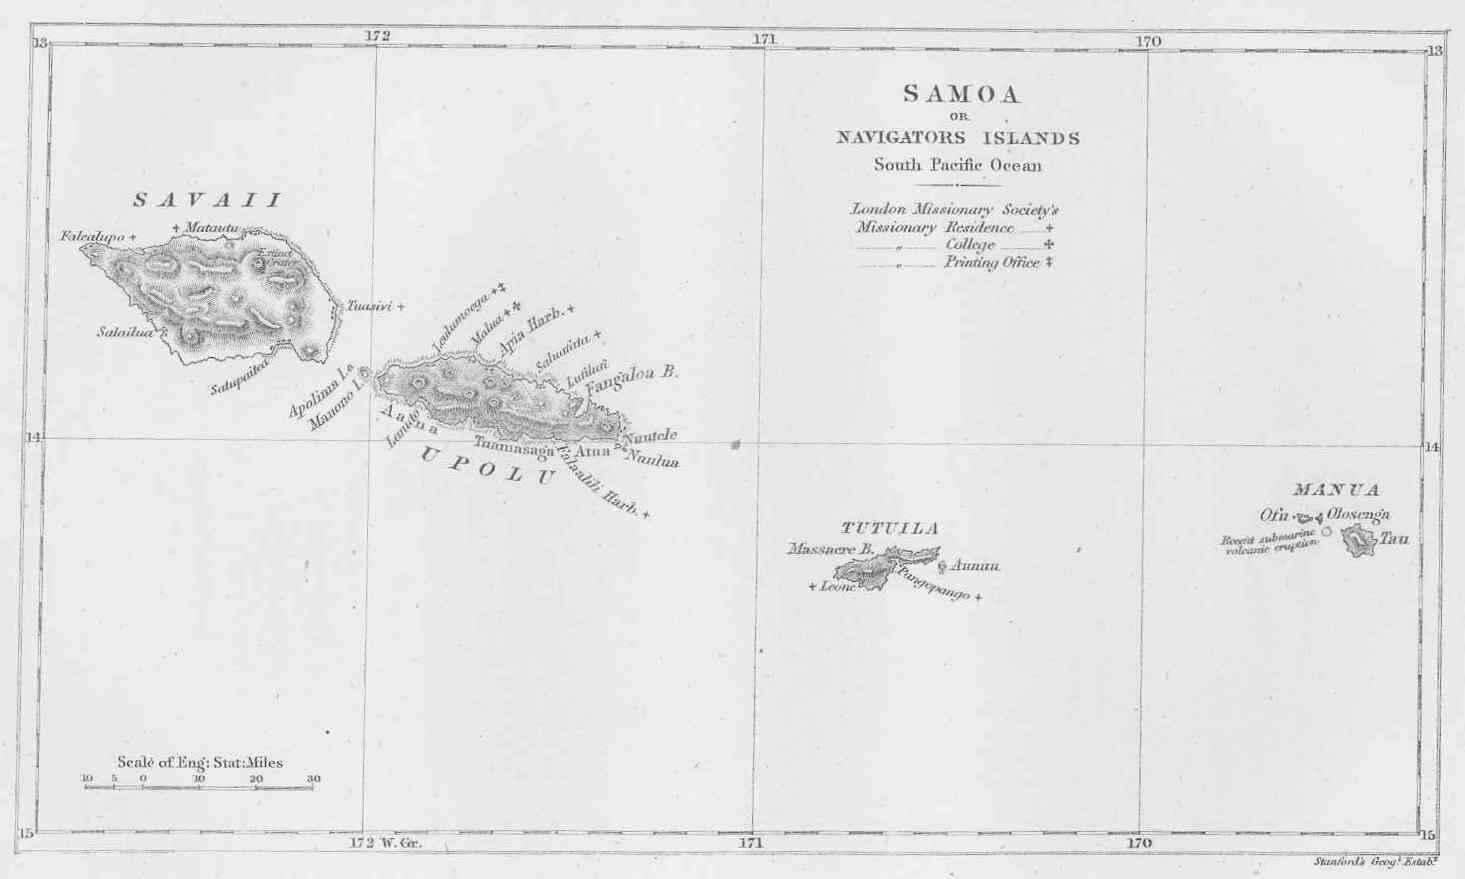 172
171
170
13
13
SAMOA
OR
NAVIGATORS ISLANDS
South Pacific Ocean
London Missionary Society's
Missionary Residence +
" College ✤
" Printing Office ‡
SAVAII
Falealupo +
+ Matautu
Extinct
Crater
Tuasivi +
Salailua
Satupaitea
Apolima I.
Manono I.
Leulumoega +‡
Malua +✤
Apia Harb. +
Saluafata +
Lufilufi
Fangaloa B.
Aana
Tuamasaga
Atua
Nuutele
Nuulua
Falealili Harb. +
UPOLU
14
14
TUTUILA
Massacre B.
Aunuu
+ Leone
Pangopango +
MANUA
Ofu
Olosenga
Recent submarine
volcanic eruption
Tau
Scale of Eng: Stat: Miles
10 5 0 10 20 30
15
15
172 W. Gr.
171
170
Stanford's Geogl. Estabt.